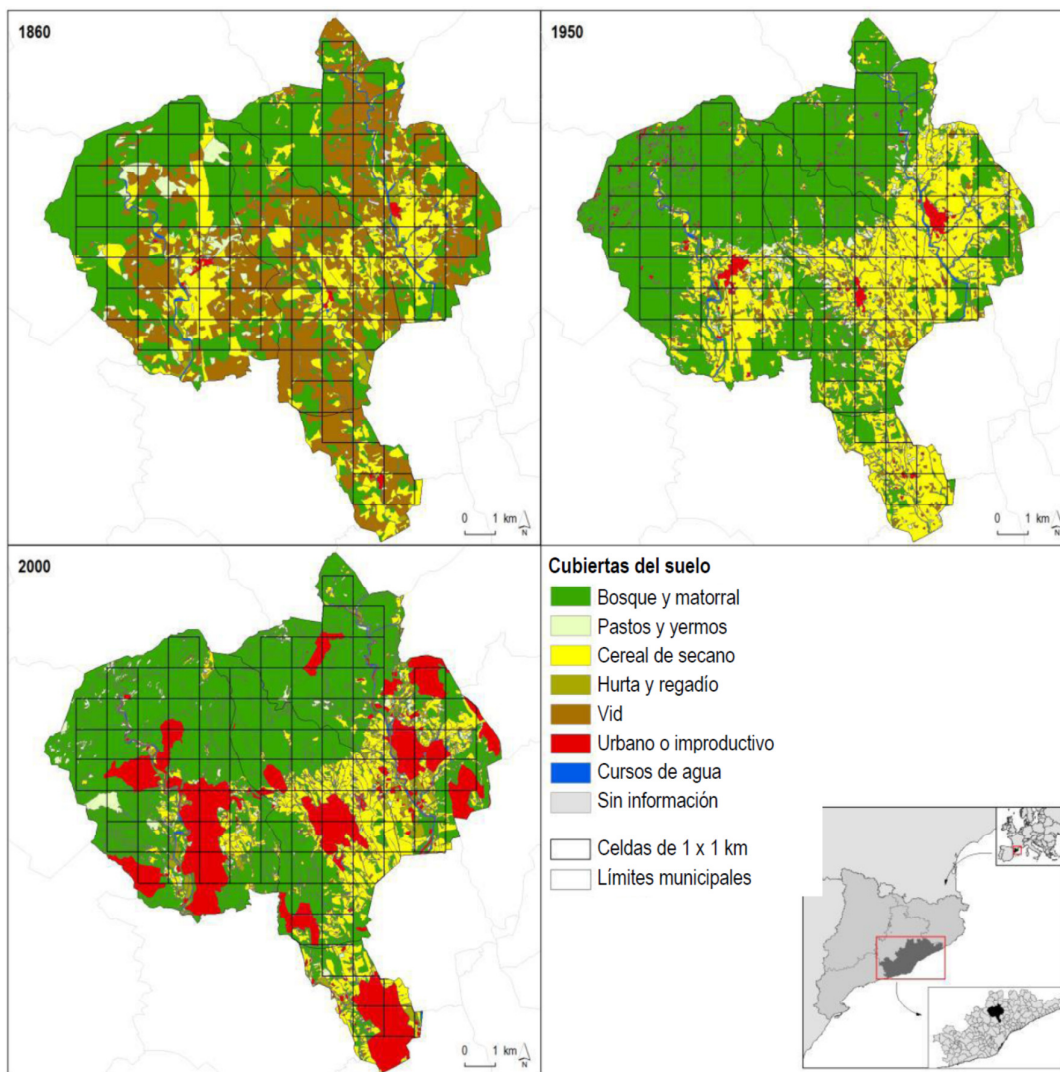 1860
1950
0 1 km
N
0 1 km
N
2000
0 1 km
N
Cubiertas del suelo
Bosque y matorral
Pastos y yermos
Cereal de secano
Hurta y regadío
Vid
Urbano o improductivo
Cursos de agua
Sin información
Celdas de 1 x 1 km
Límites municipales